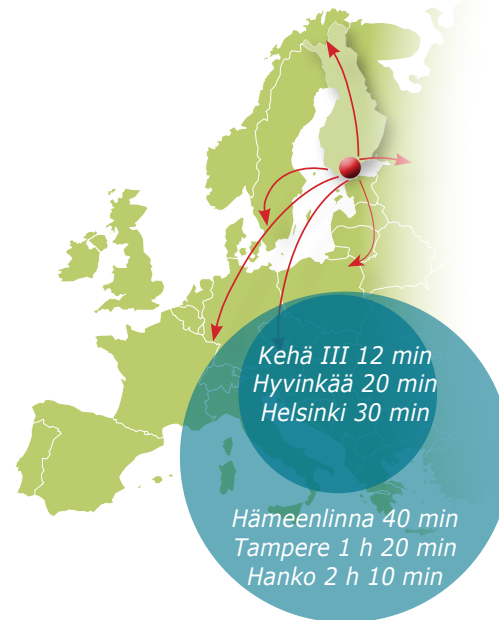 Kehä III 12 min
Hyvinkää 20 min
Helsinki 30 min
Hämeenlinna 40 min
Tampere 1 h 20 min
Hanko 2 h 10 min